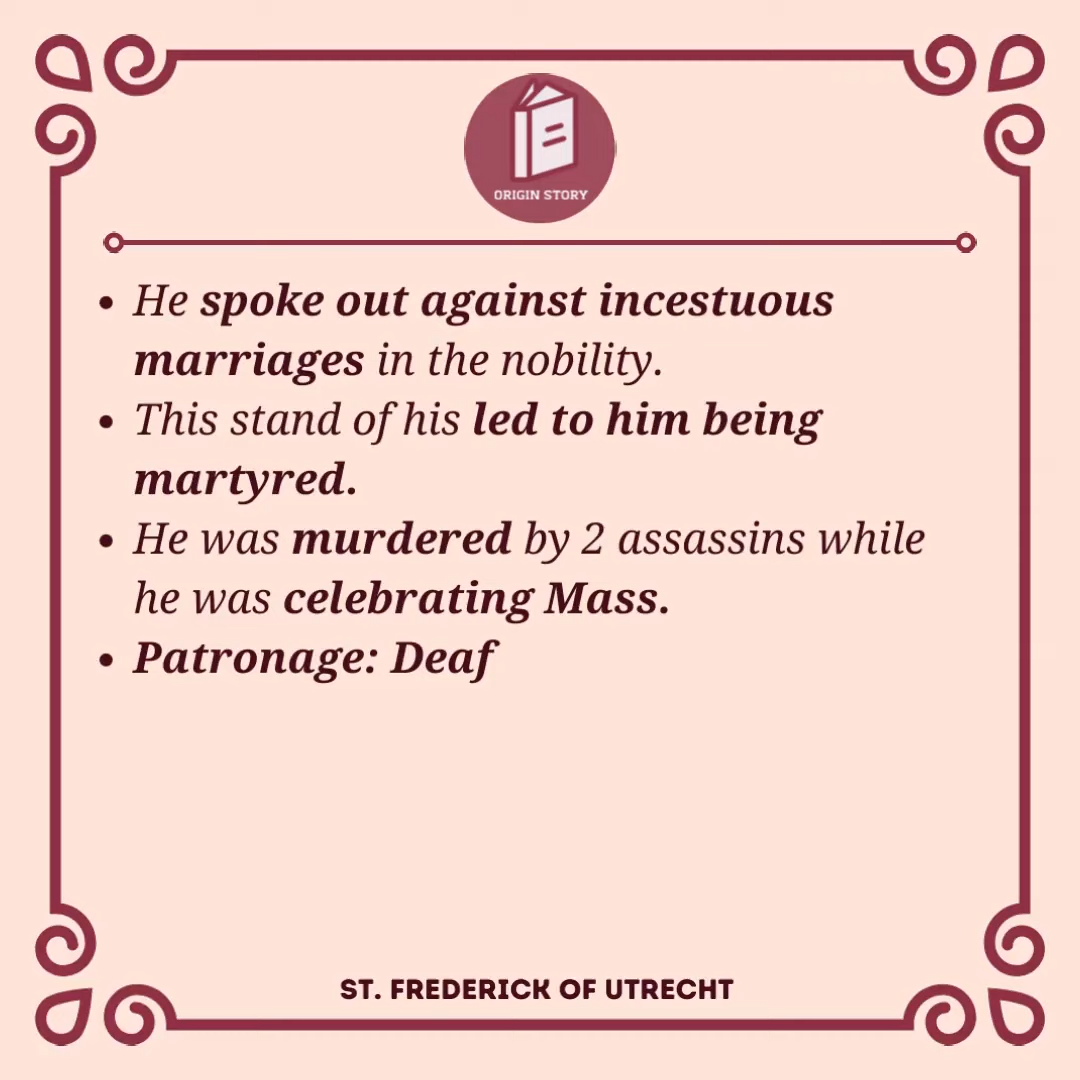 ORIGIN STORY
• He spoke out against incestuous
marriages in the nobility.
• This stand of his led to him being
martyred.
• He was murdered by 2 assassins while
he was celebrating Mass.
• Patronage: Deaf
ST. FREDERICK OF UTRECHT